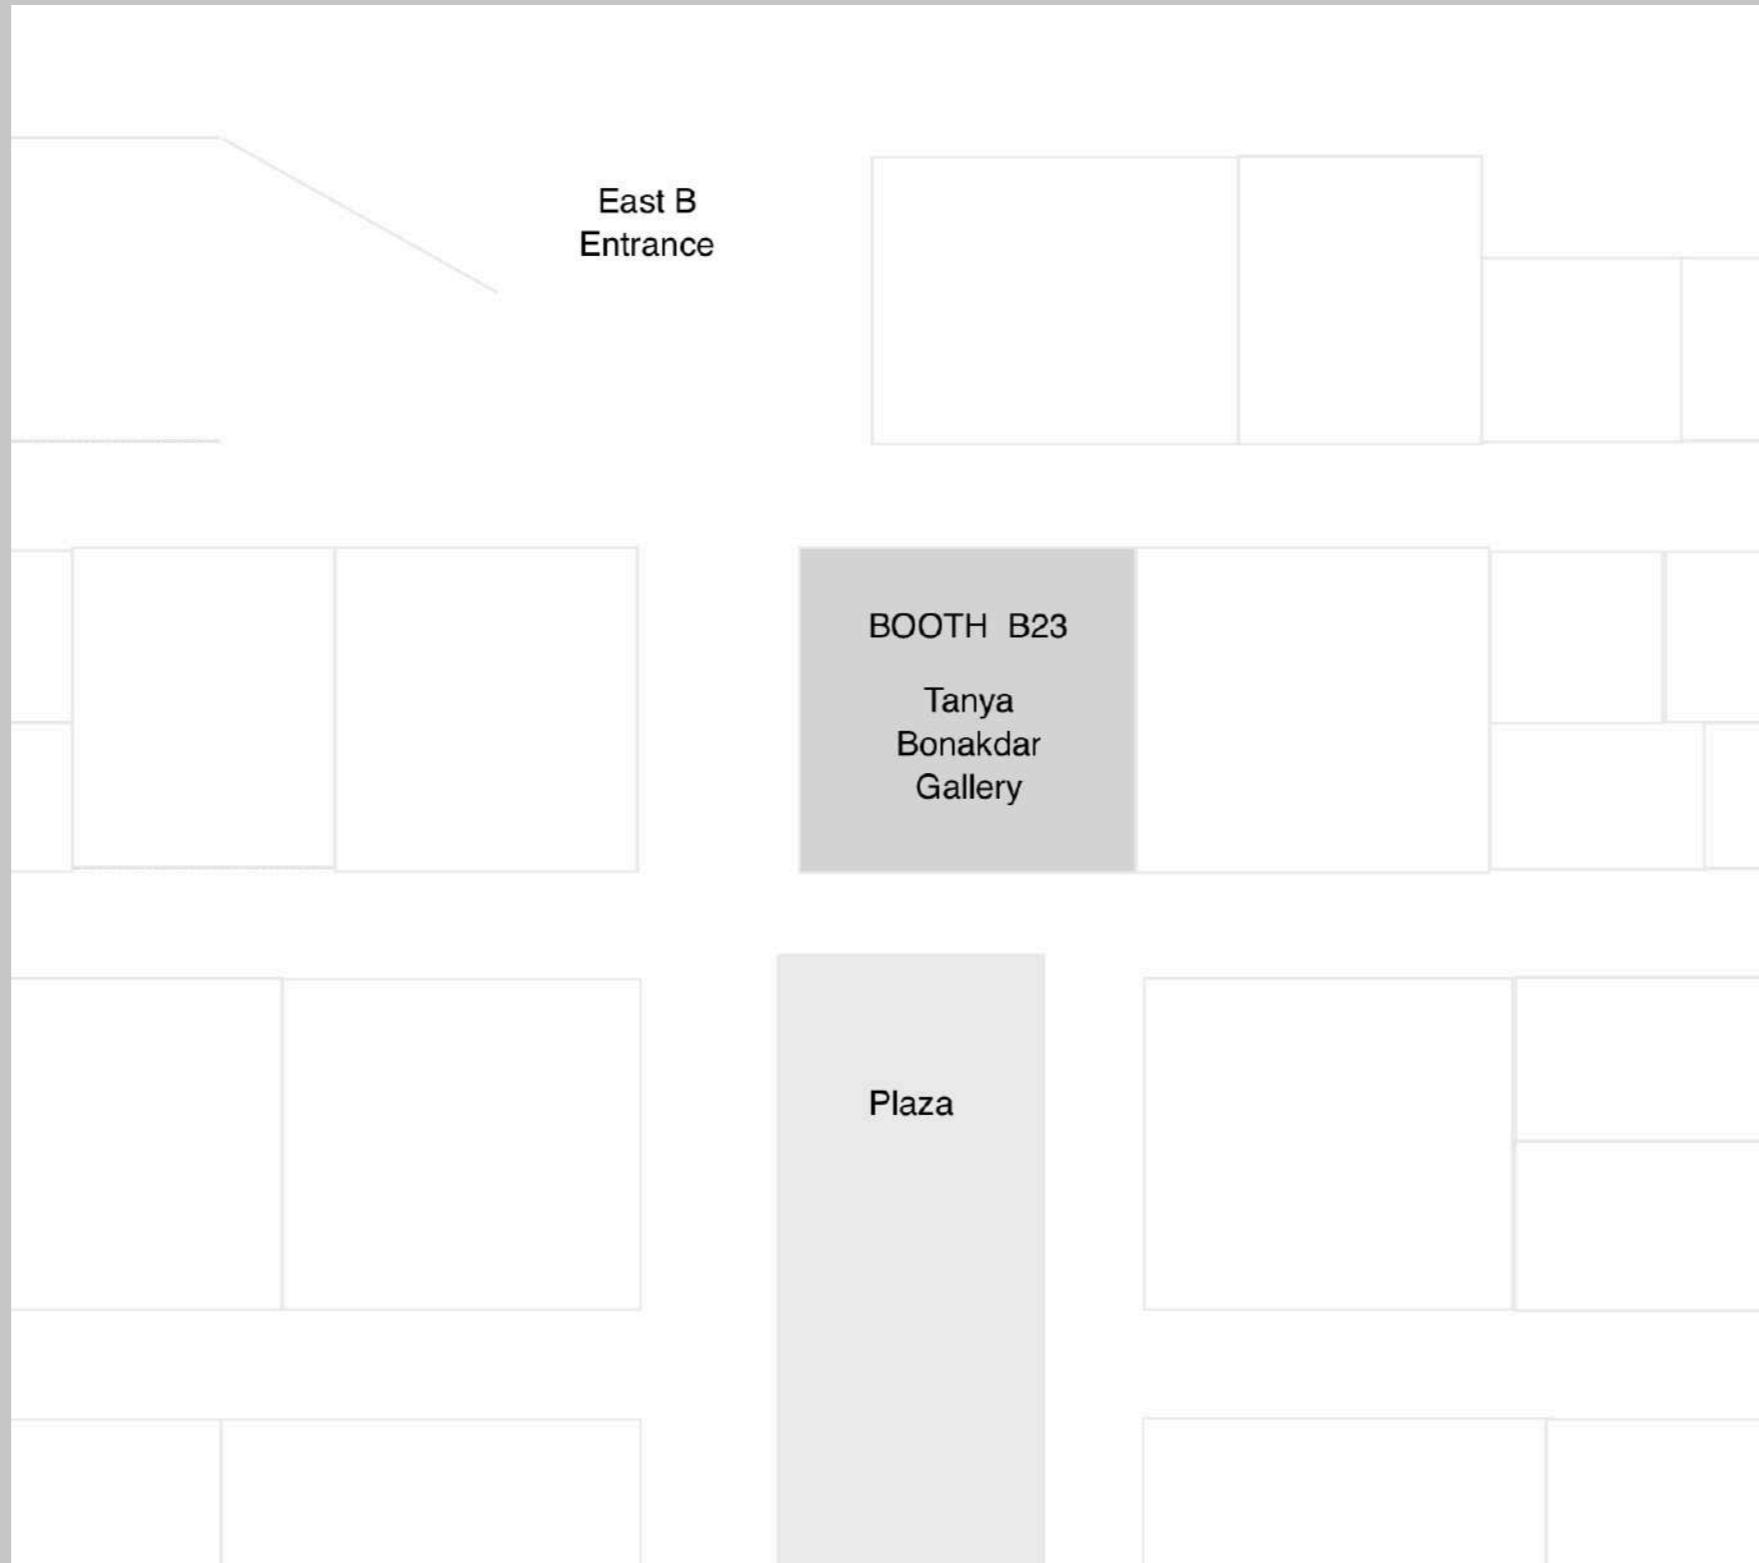 East B
Entrance
BOOTH B23
Tanya
Bonakdar
Gallery
Plaza